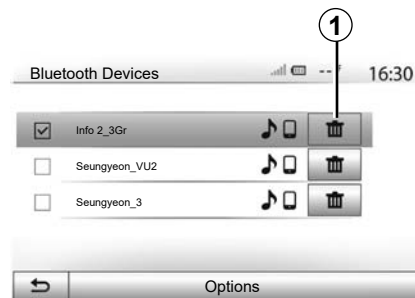 1
Bluetooth Devices -- ° 16:30
Info 2_3Gr
Seungyeon_VU2
Seungyeon_3
Options